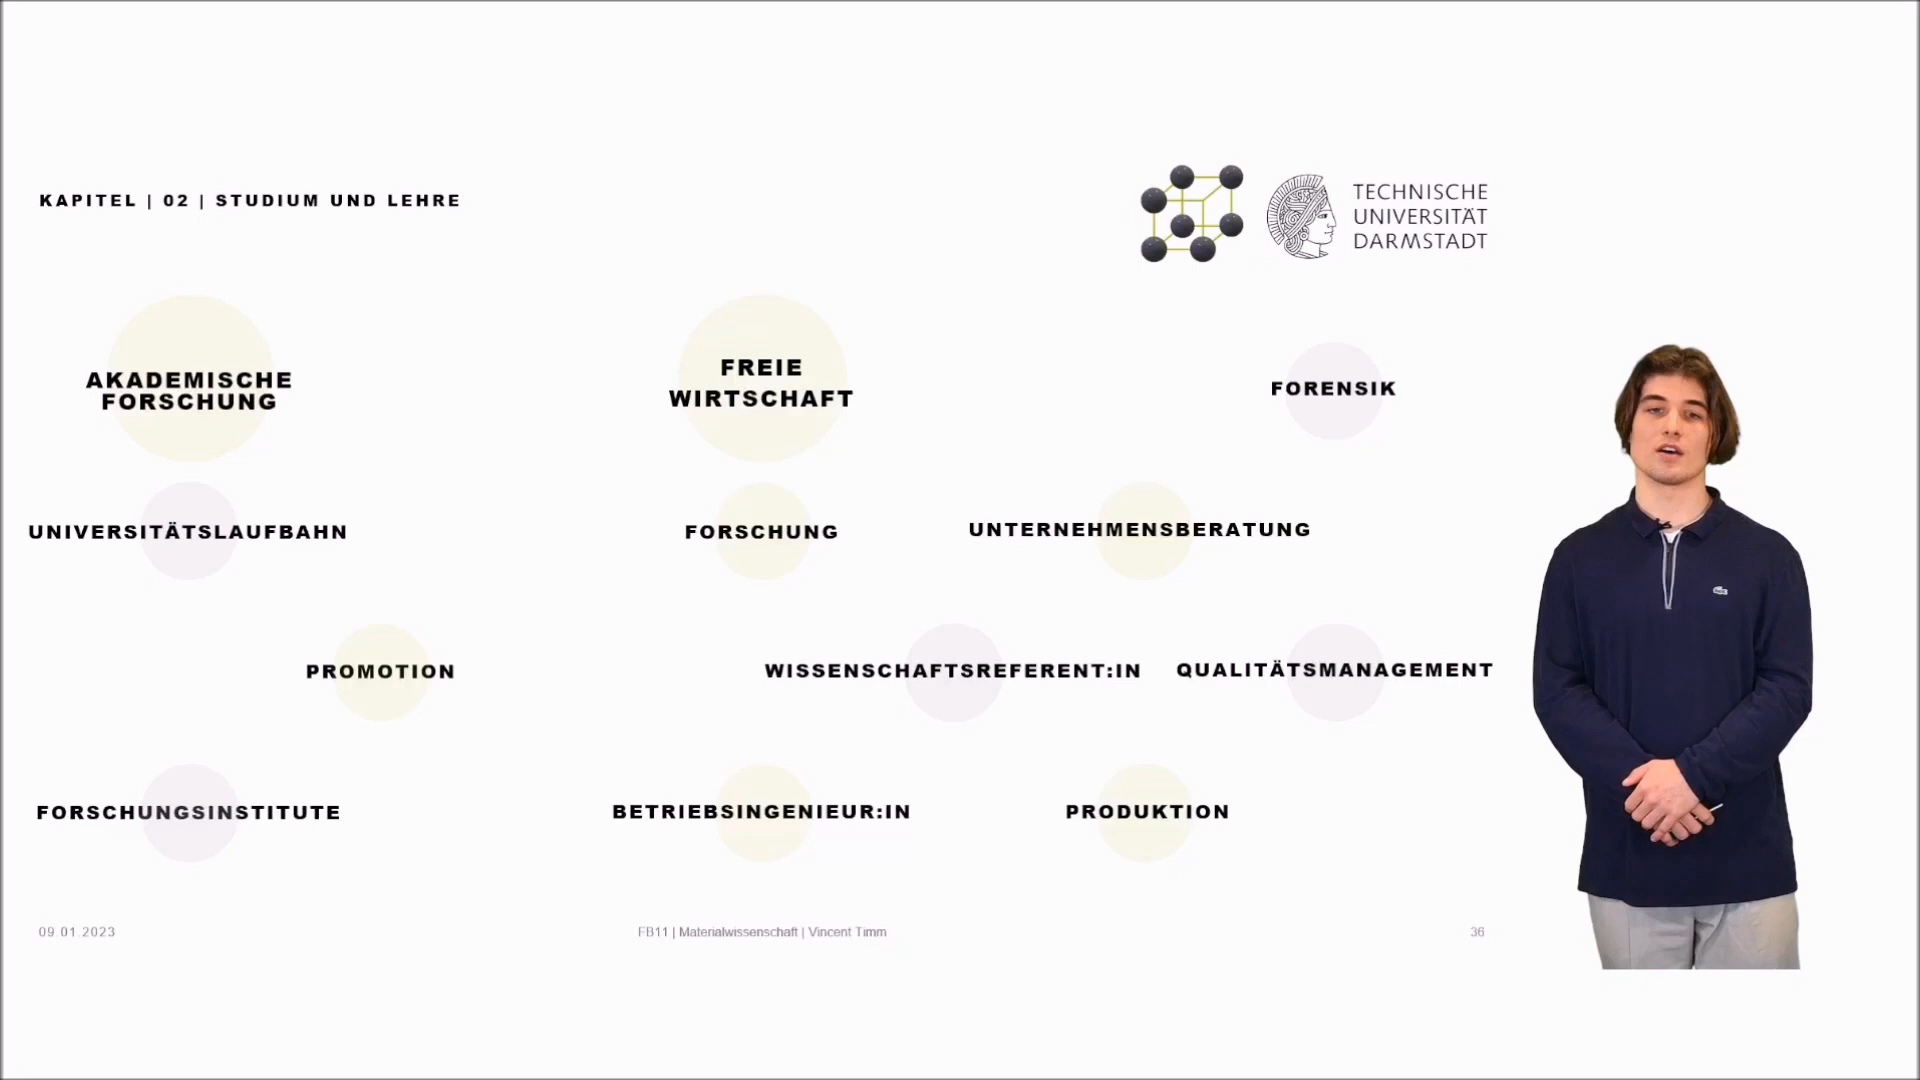 KAPITEL | 02 | STUDIUM UND LEHRE
TECHNISCHE
UNIVERSITÄT
DARMSTADT
AKADEMISCHE
FORSCHUNG
FREIE
WIRTSCHAFT
FORENSIK
UNIVERSITÄTSLAUFBAHN
FORSCHUNG
UNTERNEHMENSBERATUNG
PROMOTION
WISSENSCHAFTSREFERENT:IN
QUALITÄTSMANAGEMENT
FORSCHUNGSINSTITUTE
BETRIEBSINGENIEUR:IN
PRODUKTION
09.01.2023
FB11 | Materialwissenschaft | Vincent Timm
36